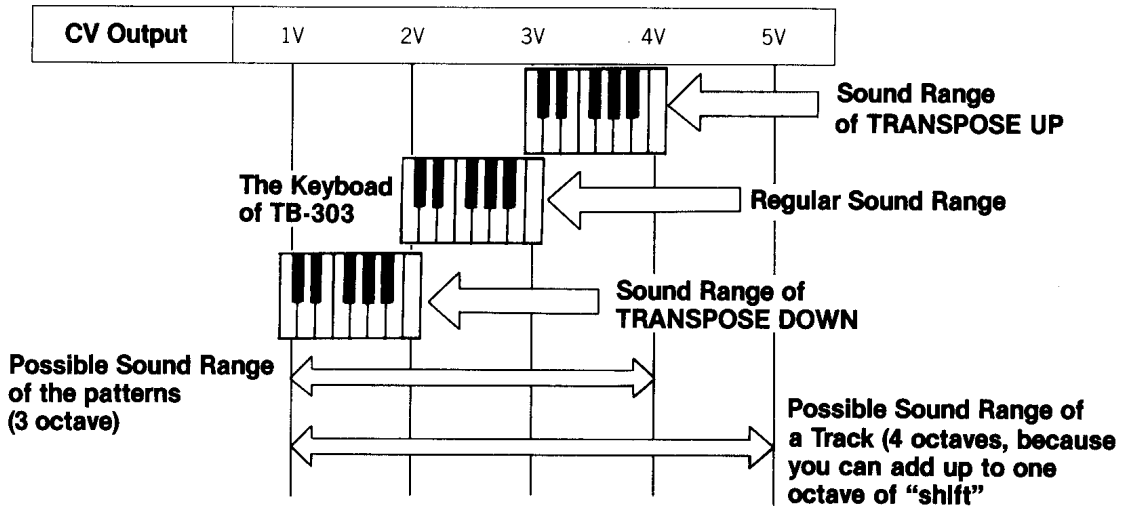 CV Output 1V 2V 3V 4V 5V
Sound Range
of TRANSPOSE UP
The Keyboad
of TB-303
Regular Sound Range
Sound Range of
TRANSPOSE DOWN
Possible Sound Range
of the patterns
(3 octave)
Possible Sound Range of
a Track (4 octaves, because
you can add up to one
octave of “shift”